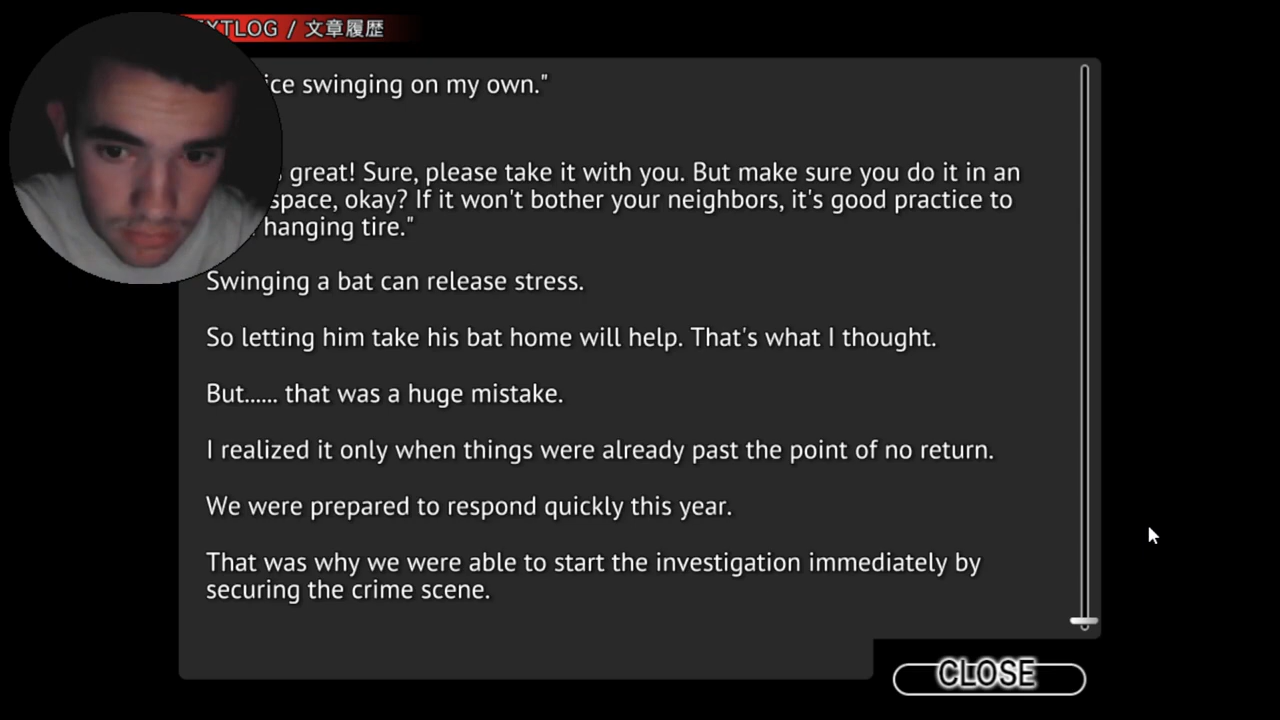 TLOG / 文章履歴
ice swinging on my own."
great! Sure, please take it with you. But make sure you do it in an
space, okay? If it won't bother your neighbors, it's good practice to
hanging tire."
Swinging a bat can release stress.
So letting him take his bat home will help. That's what I thought.
But...... that was a huge mistake.
I realized it only when things were already past the point of no return.
We were prepared to respond quickly this year.
That was why we were able to start the investigation immediately by
securing the crime scene.
CLOSE